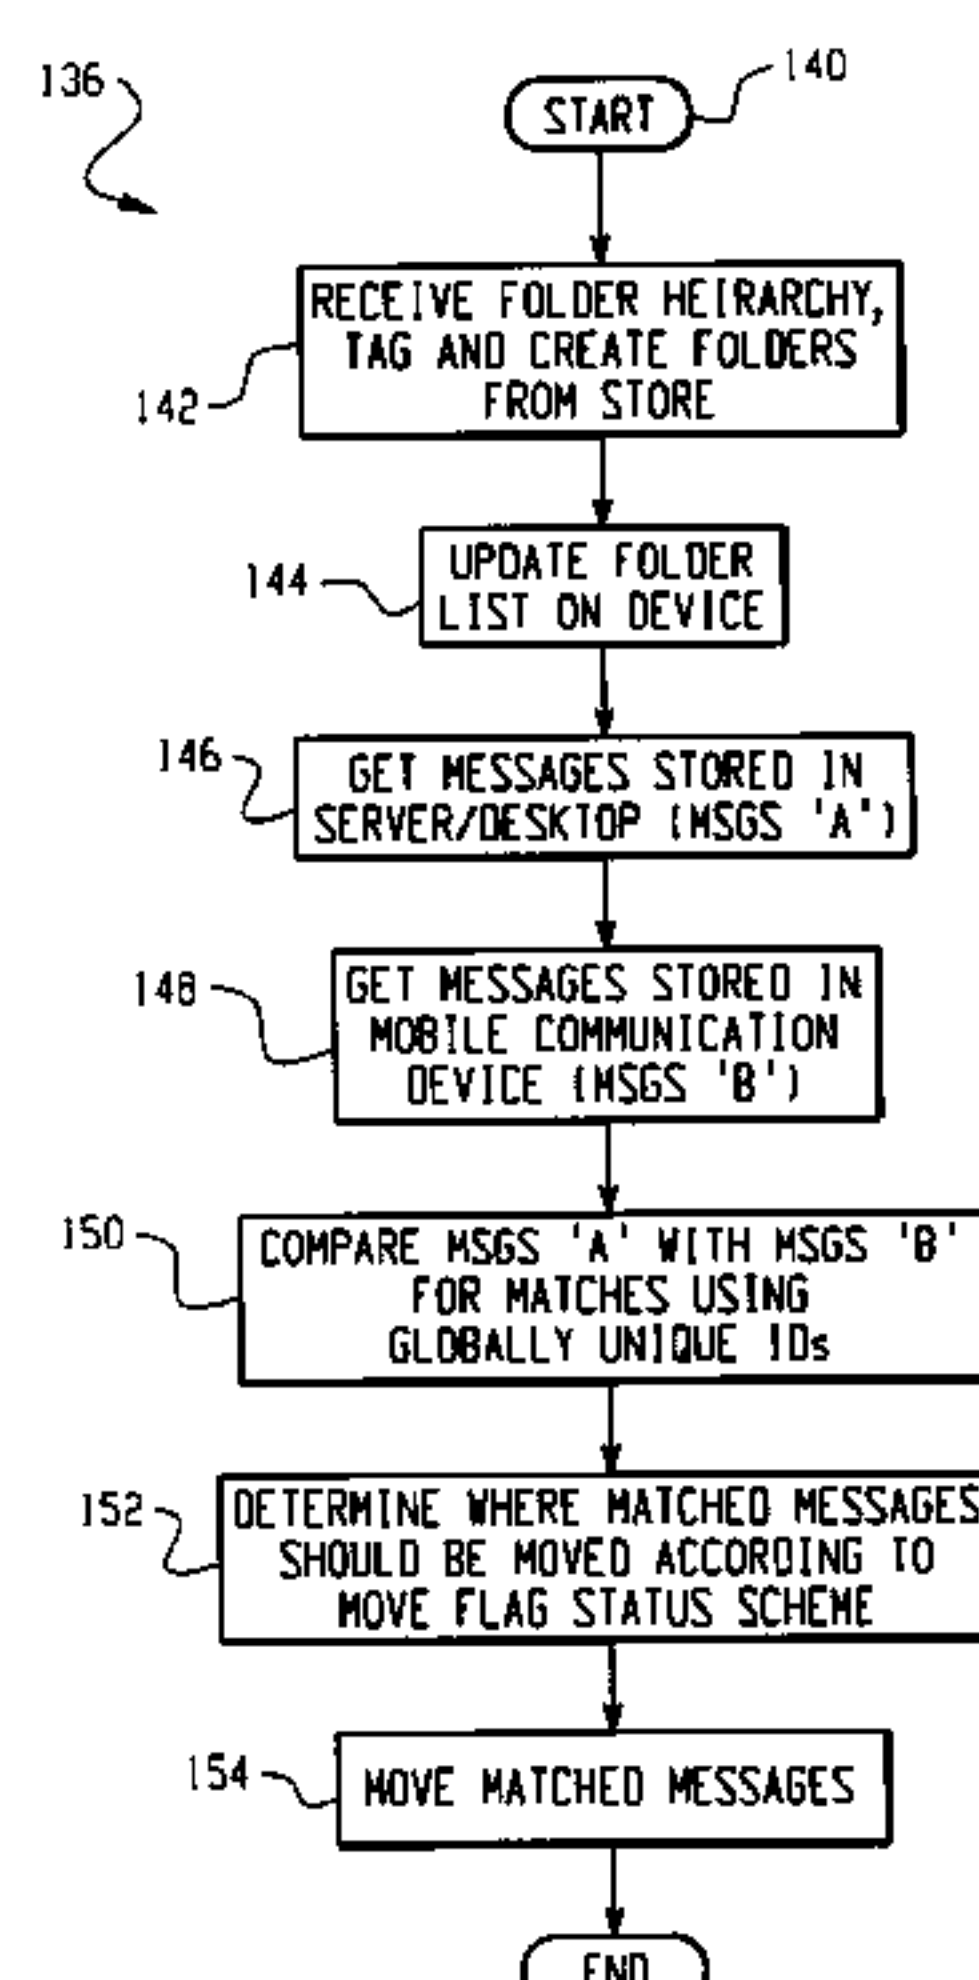 136
START
140
RECEIVE FOLDER HEIRARCHY,
TAG AND CREATE FOLDERS
FROM STORE
142
UPDATE FOLDER
LIST ON DEVICE
144
146
GET MESSAGES STORED IN
SERVER/DESKTOP (MSGS 'A')
148
GET MESSAGES STORED IN
MOBILE COMMUNICATION
DEVICE (MSGS 'B')
150
COMPARE MSGS 'A' WITH MSGS 'B'
FOR MATCHES USING
GLOBALLY UNIQUE IDs
152
DETERMINE WHERE MATCHED MESSAGES
SHOULD BE MOVED ACCORDING TO
MOVE FLAG STATUS SCHEME
154
MOVE MATCHED MESSAGES
END